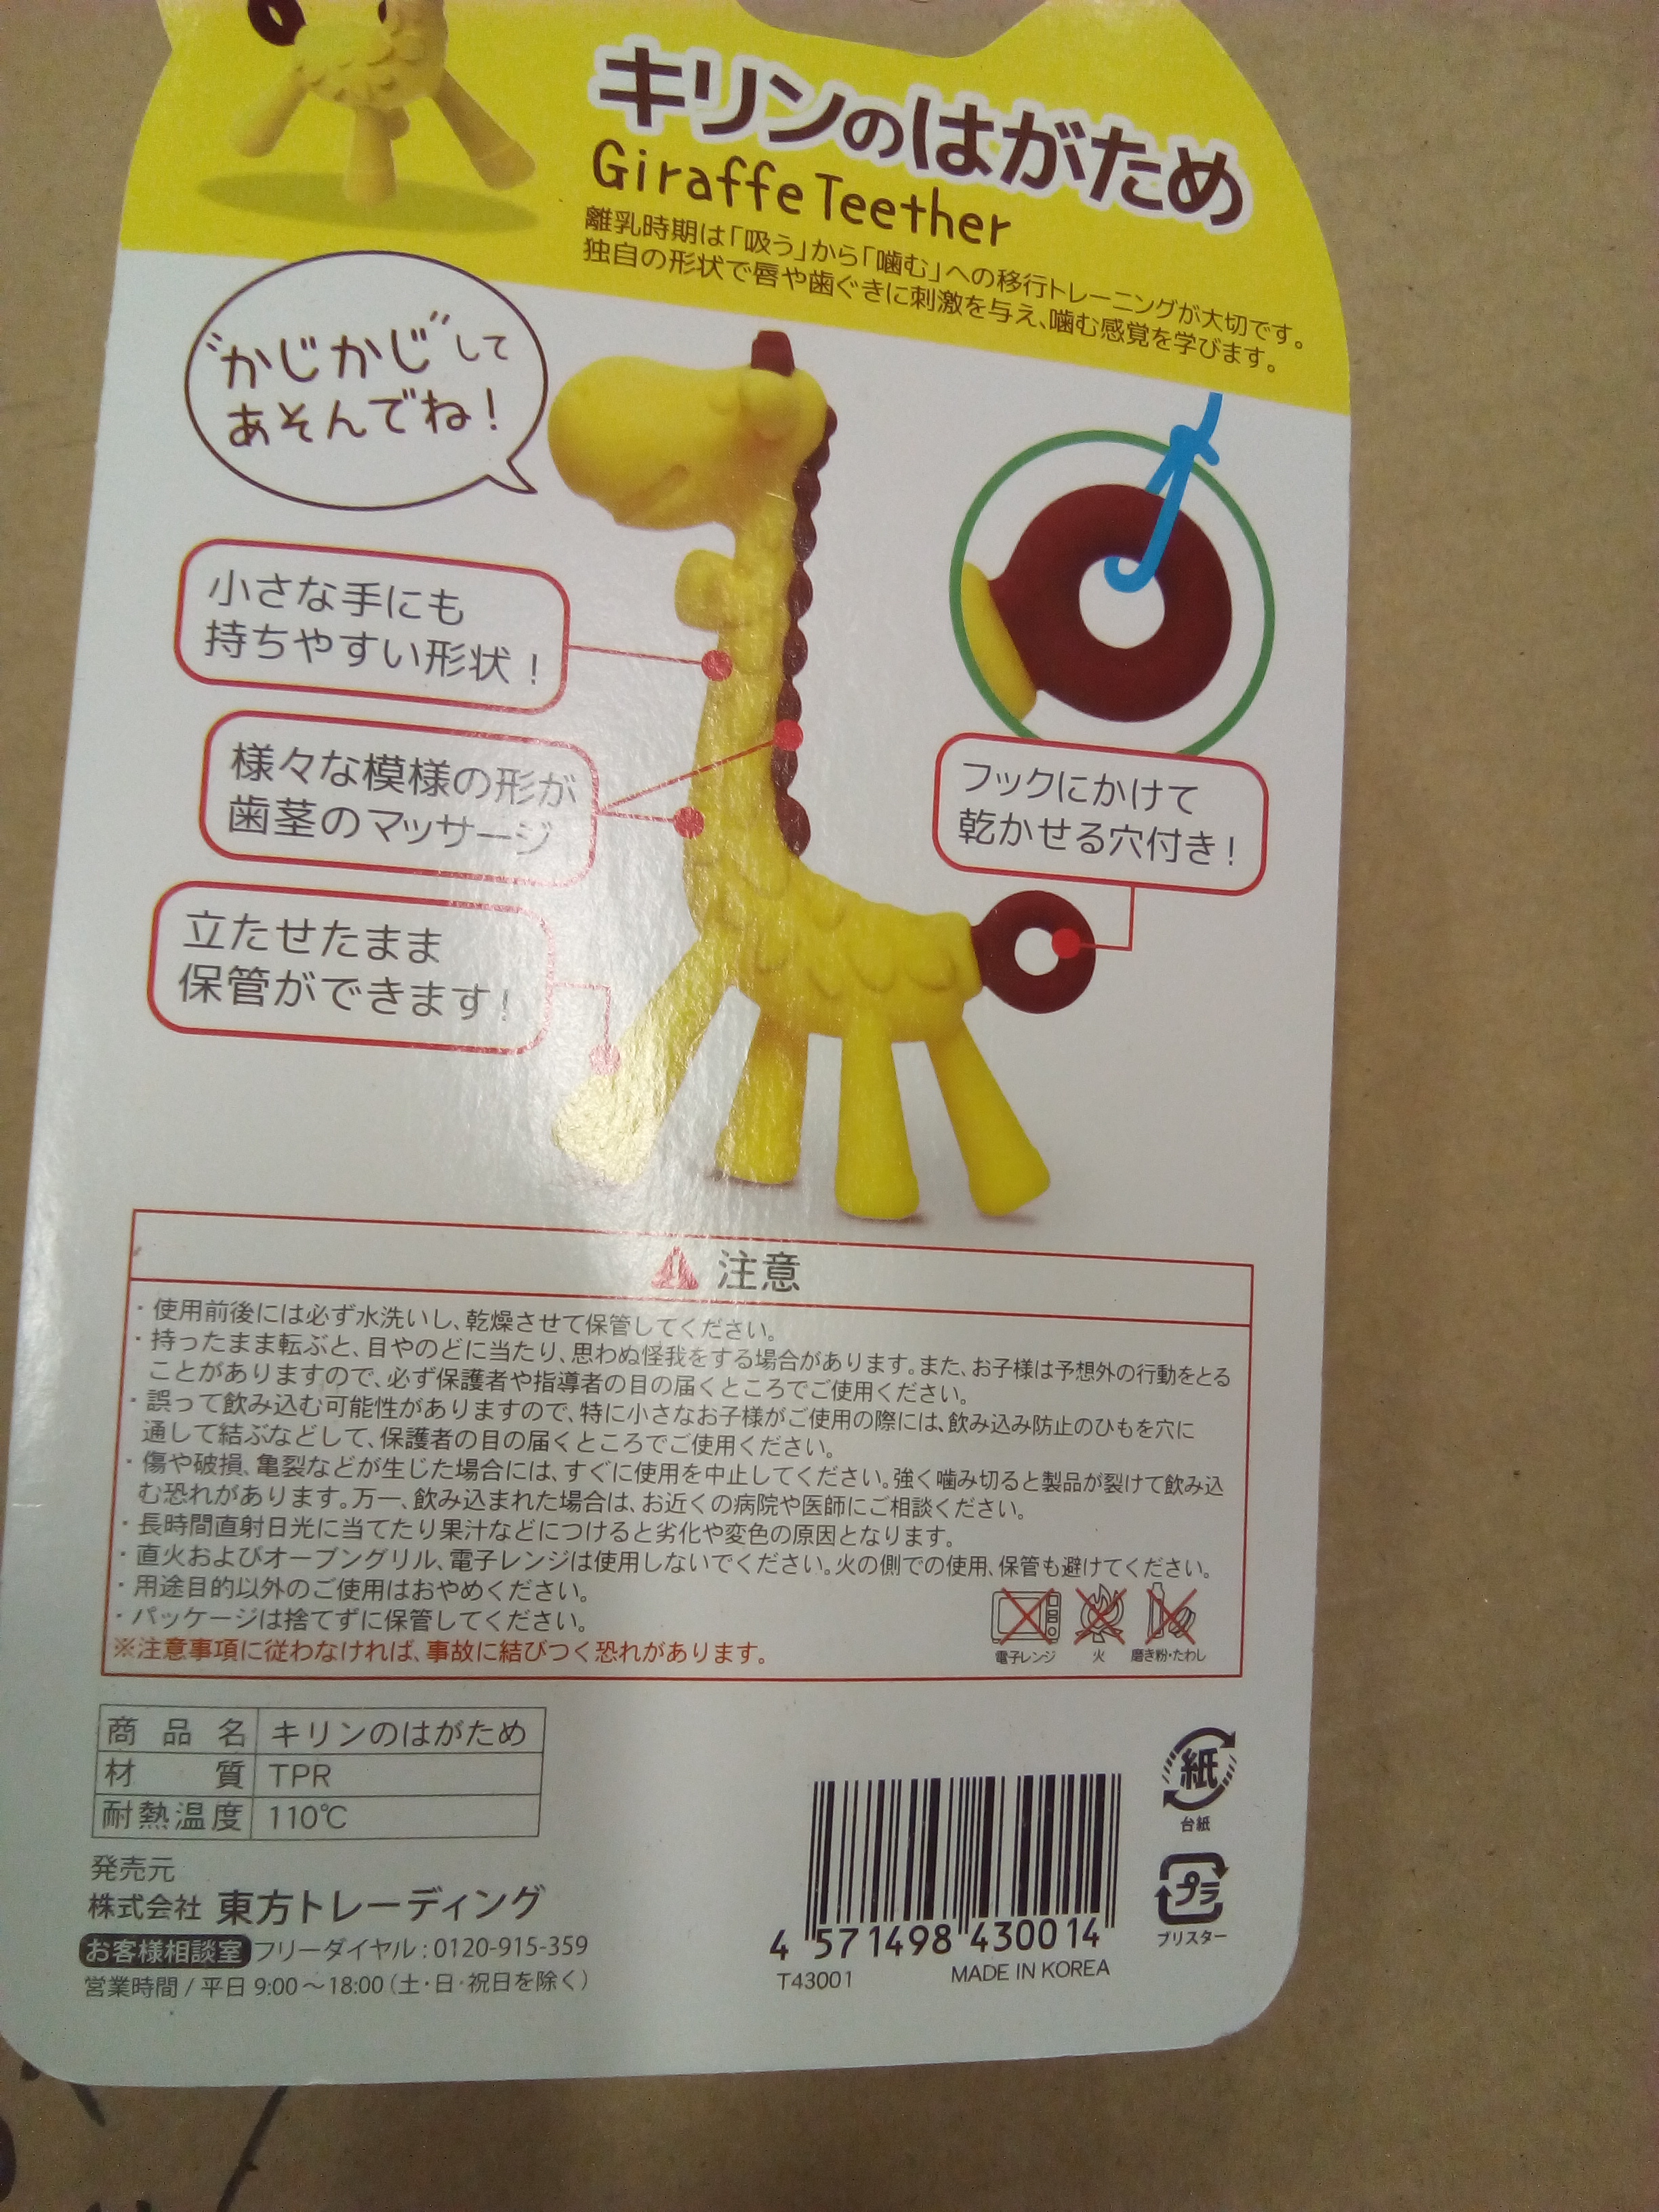 キリンのはがため
Giraffe Teether
離乳時期は「吸う」から「噛む」への移行トレーニングが大切です。
独自の形状で唇や歯ぐきに刺激を与え、噛む感覚を学びます。
"かじかじ"して
あそんでね！
小さな手にも
持ちやすい形状！
様々な模様の形が
歯茎のマッサージ
フックにかけて
乾かせる穴付き！
立たせたまま
保管ができます！
注意
・使用前後には必ず水洗いし、乾燥させて保管してください。
・持ったまま転ぶと、目やのどに当たり、思わぬ怪我をする場合があります。また、お子様は予想外の行動をとる
ことがありますので、必ず保護者や指導者の目の届くところでご使用ください。
・誤って飲み込む可能性がありますので、特に小さなお子様がご使用の際には、飲み込み防止のひもを穴に
通して結ぶなどして、保護者の目の届くところでご使用ください。
・傷や破損、亀裂などが生じた場合には、すぐに使用を中止してください。強く噛み切ると製品が裂けて飲み込
む恐れがあります。万一、飲み込まれた場合は、お近くの病院や医師にご相談ください。
・長時間直射日光に当てたり果汁などにつけると劣化や変色の原因となります。
・直火およびオーブングリル、電子レンジは使用しないでください。火の側での使用、保管も避けてください。
・用途目的以外のご使用はおやめください。
・パッケージは捨てずに保管してください。
※注意事項に従わなければ、事故に結びつく恐れがあります。
電子レンジ 火 磨き粉・たわし
商品名 キリンのはがため
材質 TPR
耐熱温度 110℃
発売元
株式会社 東方トレーディング
お客様相談室 フリーダイヤル：0120-915-359
営業時間 / 平日 9:00～18:00（土・日・祝日を除く）
4 571498 430014
T43001 MADE IN KOREA
紙
台紙
プラ
ブリスター